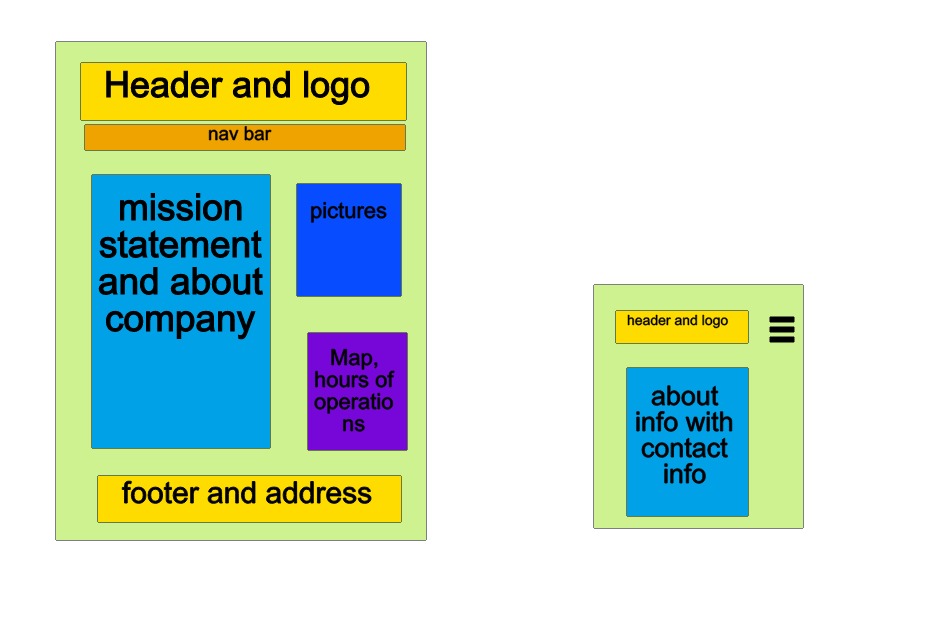 Header and logo
nav bar
mission
statement
and about
company
pictures
Map,
hours of
operatio
ns
footer and address
header and logo
about
info with
contact
info